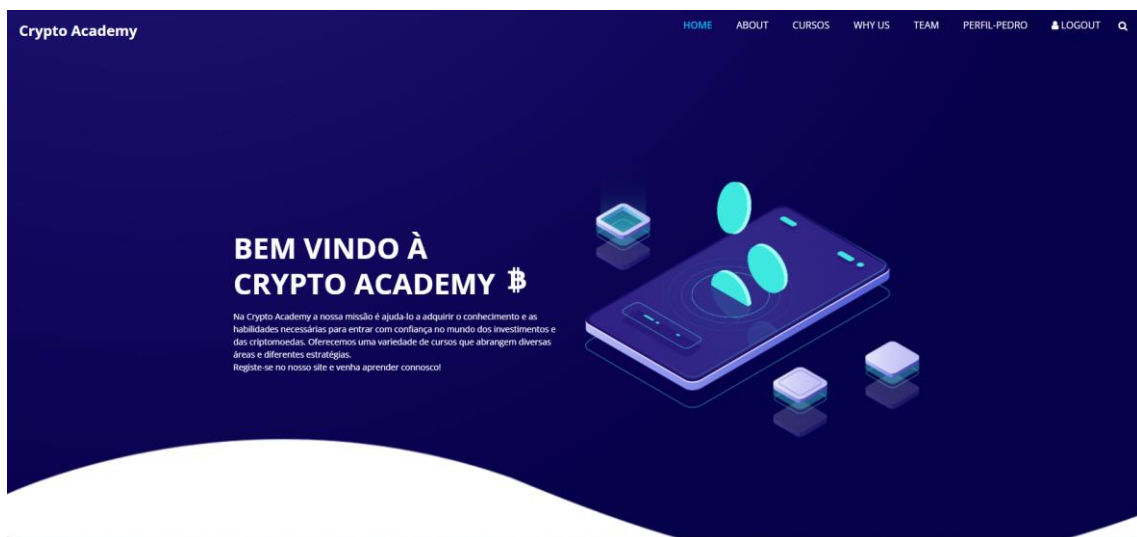 Crypto Academy
HOME ABOUT CURSOS WHY US TEAM PERFIL-PEDRO LOGOUT
BEM VINDO À
CRYPTO ACADEMY
Na Crypto Academy a nossa missão é ajuda-lo a adquirir o conhecimento e as
habilidades necessárias para entrar com confiança no mundo dos investimentos e
das criptomoedas. Oferecemos uma variedade de cursos que abrangem diversas
áreas e diferentes estratégias.
Registe-se no nosso site e venha aprender connosco!